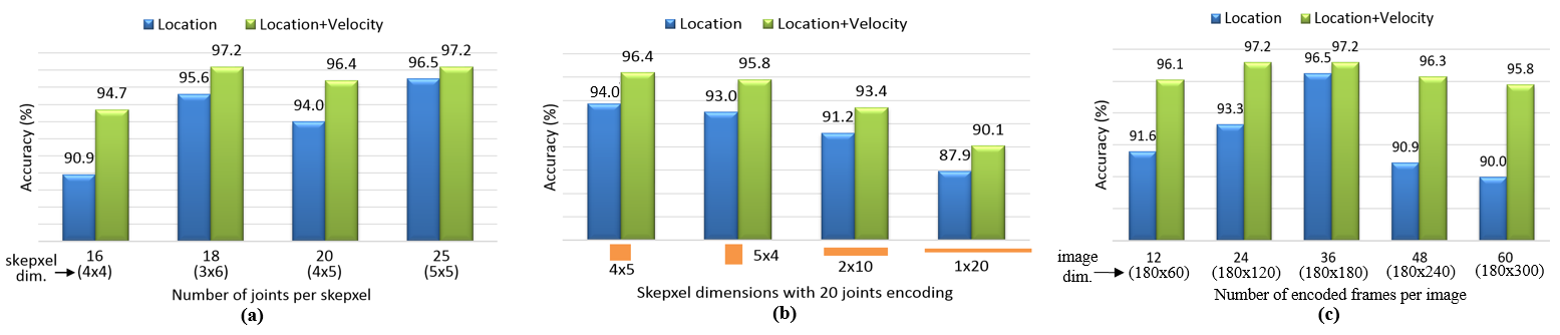 Location Location+Velocity
97.2 97.2
96.5
96.4
95.6
94.7
94.0
90.9
Accuracy (%)
skepxel dim. 16 18 20 25
(4x4) (3x6) (4x5) (5x5)
Number of joints per skepxel
(a)
Location Location+Velocity
96.4
95.8
94.0
93.0
93.4
91.2
90.1
87.9
Accuracy (%)
4x5 5x4 2x10 1x20
Skepxel dimensions with 20 joints encoding
(b)
Location Location+Velocity
97.2 97.2
96.5
96.1 96.3
95.8
93.3
91.6
90.9
90.0
Accuracy (%)
image dim. 12 24 36 48 60
(180x60) (180x120) (180x180) (180x240) (180x300)
Number of encoded frames per image
(c)